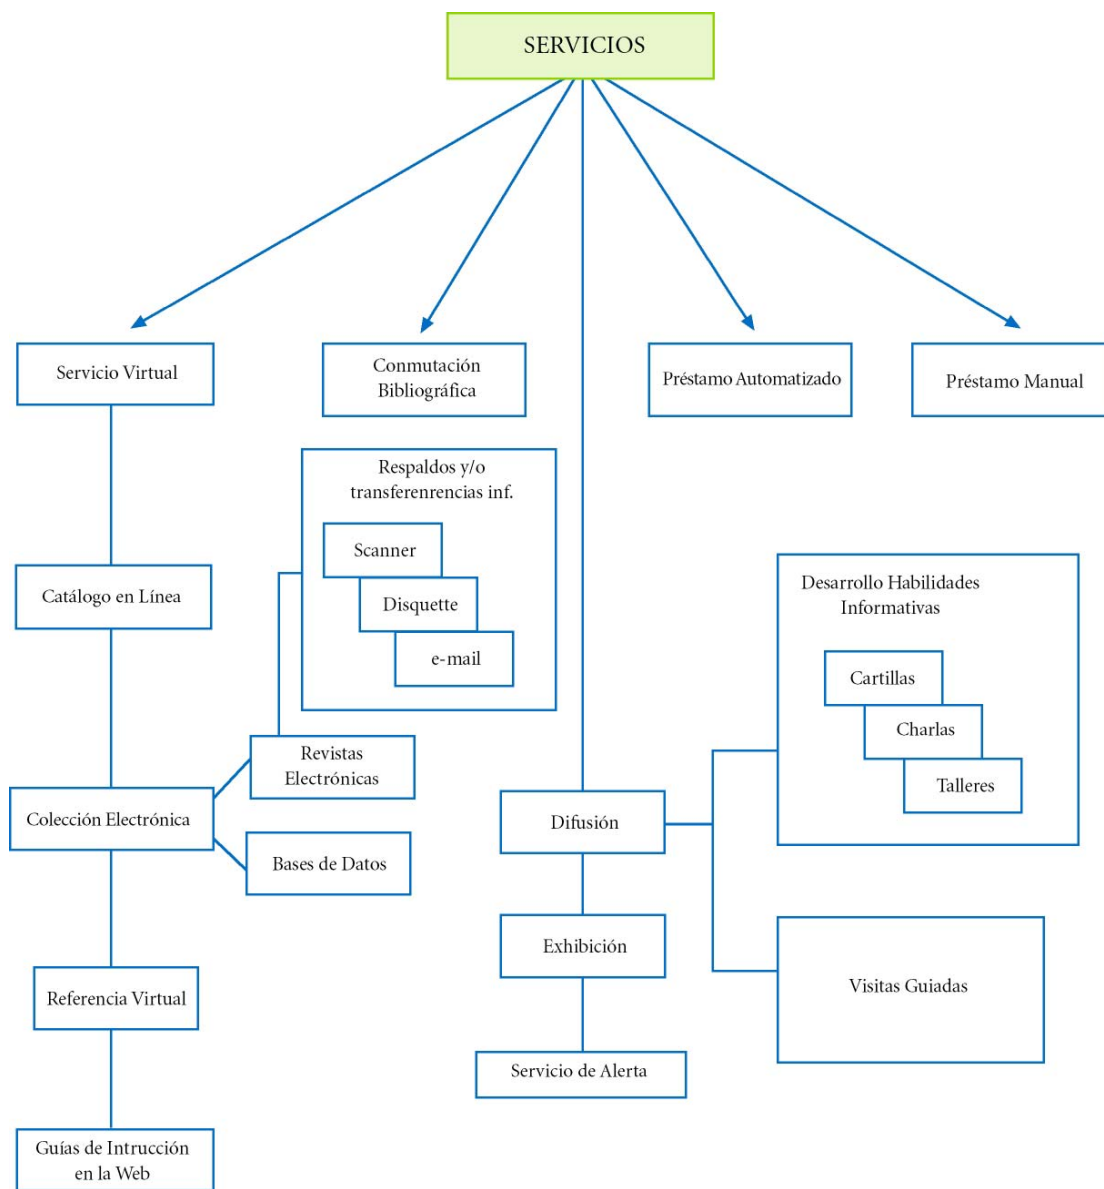 SERVICIOS
Servicio Virtual
Conmutación
Bibliográfica
Préstamo Automatizado
Préstamo Manual
Respaldos y/o
transferenrencias inf.
Scanner
Disquette
e-mail
Catálogo en Línea
Desarrollo Habilidades
Informativas
Cartillas
Charlas
Talleres
Revistas
Electrónicas
Colección Electrónica
Bases de Datos
Difusión
Exhibición
Servicio de Alerta
Visitas Guiadas
Referencia Virtual
Guías de Intrucción
en la Web